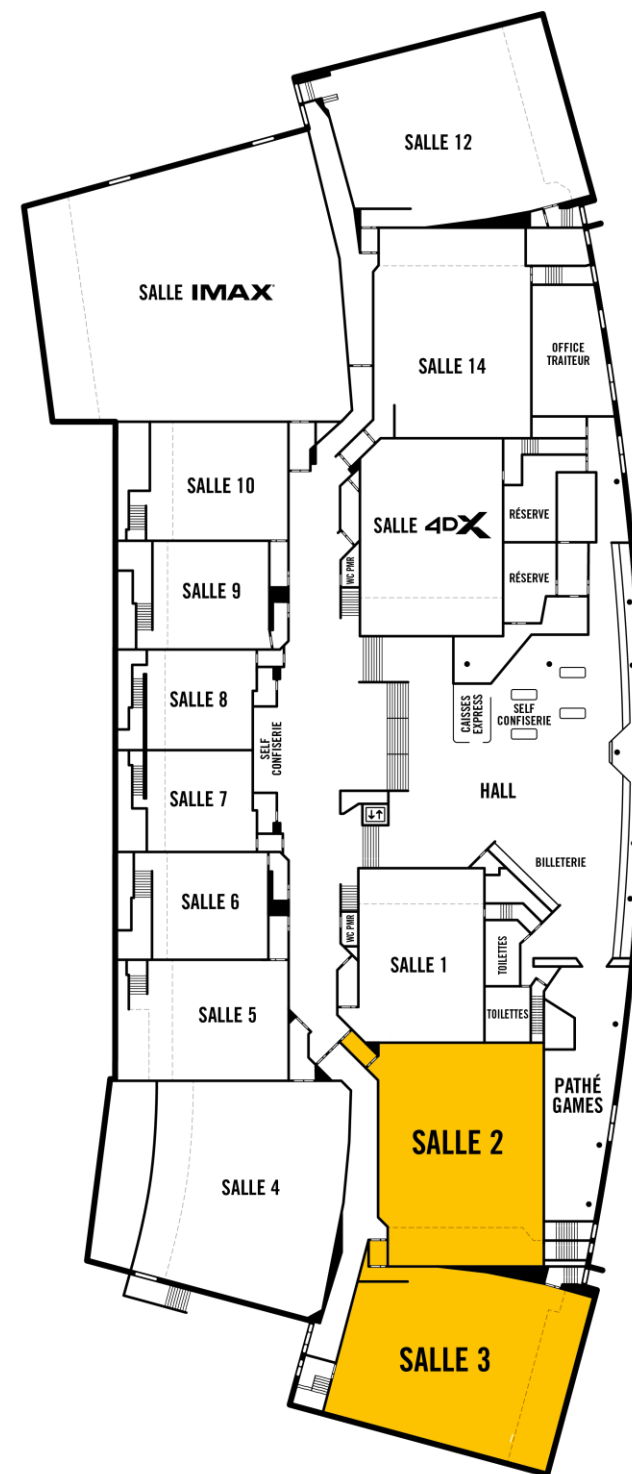 SALLE 12
SALLE IMAX
OFFICE
TRAITEUR
SALLE 14
SALLE 10
RÉSERVE
SALLE 4DX
WC PMR
RÉSERVE
SALLE 9
SALLE 8
CAISSES
EXPRESS
SELF
CONFISERIE
SELF
CONFISERIE
SALLE 7
HALL
BILLETERIE
SALLE 6
WC PMR
TOILETTES
SALLE 1
SALLE 5
TOILETTES
PATHÉ
GAMES
SALLE 2
SALLE 4
SALLE 3